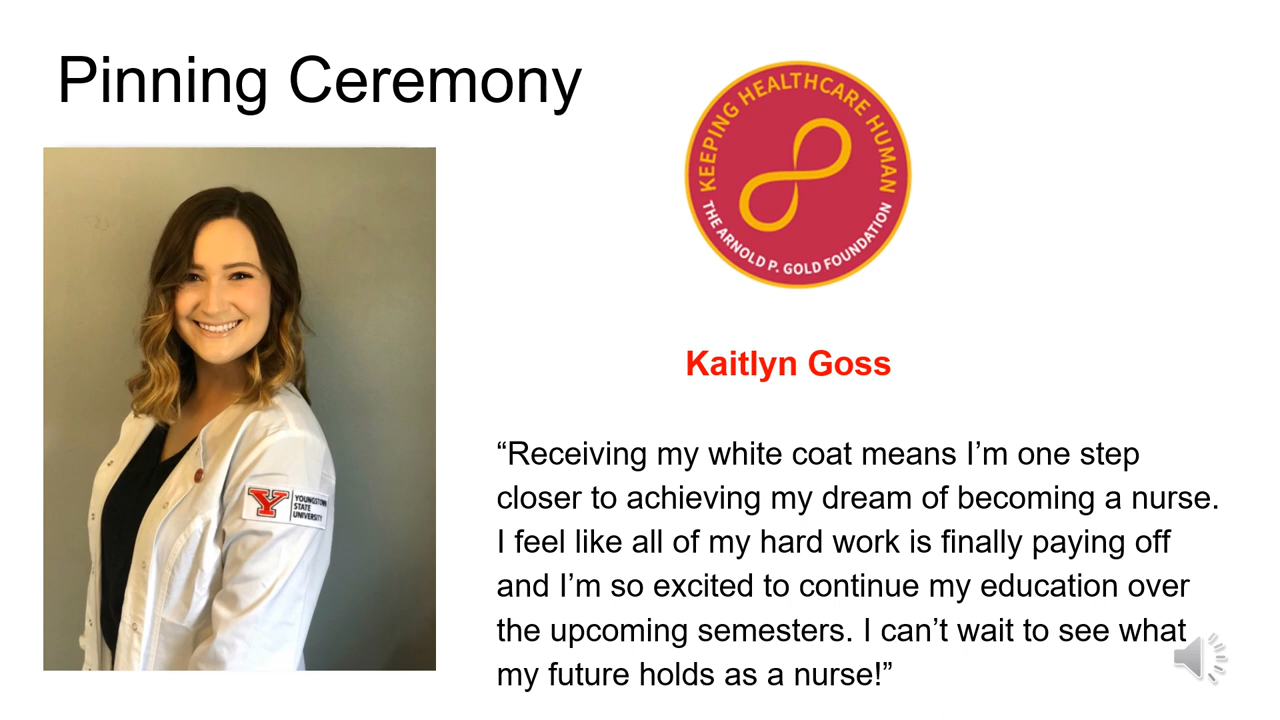 Pinning Ceremony
KEEPING HEALTHCARE HUMAN
THE ARNOLD P. GOLD FOUNDATION
Kaitlyn Goss
Y
YOUNGSTOWN
STATE
UNIVERSITY
“Receiving my white coat means I’m one step
closer to achieving my dream of becoming a nurse.
I feel like all of my hard work is finally paying off
and I’m so excited to continue my education over
the upcoming semesters. I can’t wait to see what
my future holds as a nurse!”